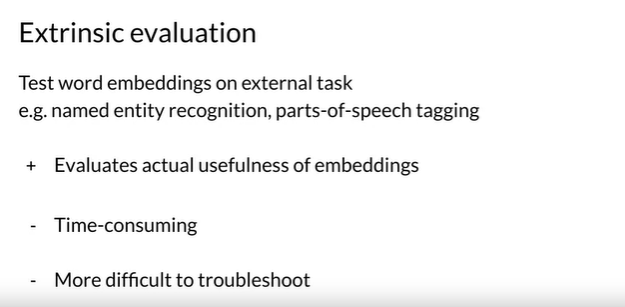 Extrinsic evaluation
Test word embeddings on external task
e.g. named entity recognition, parts-of-speech tagging
+ Evaluates actual usefulness of embeddings
- Time-consuming
- More difficult to troubleshoot